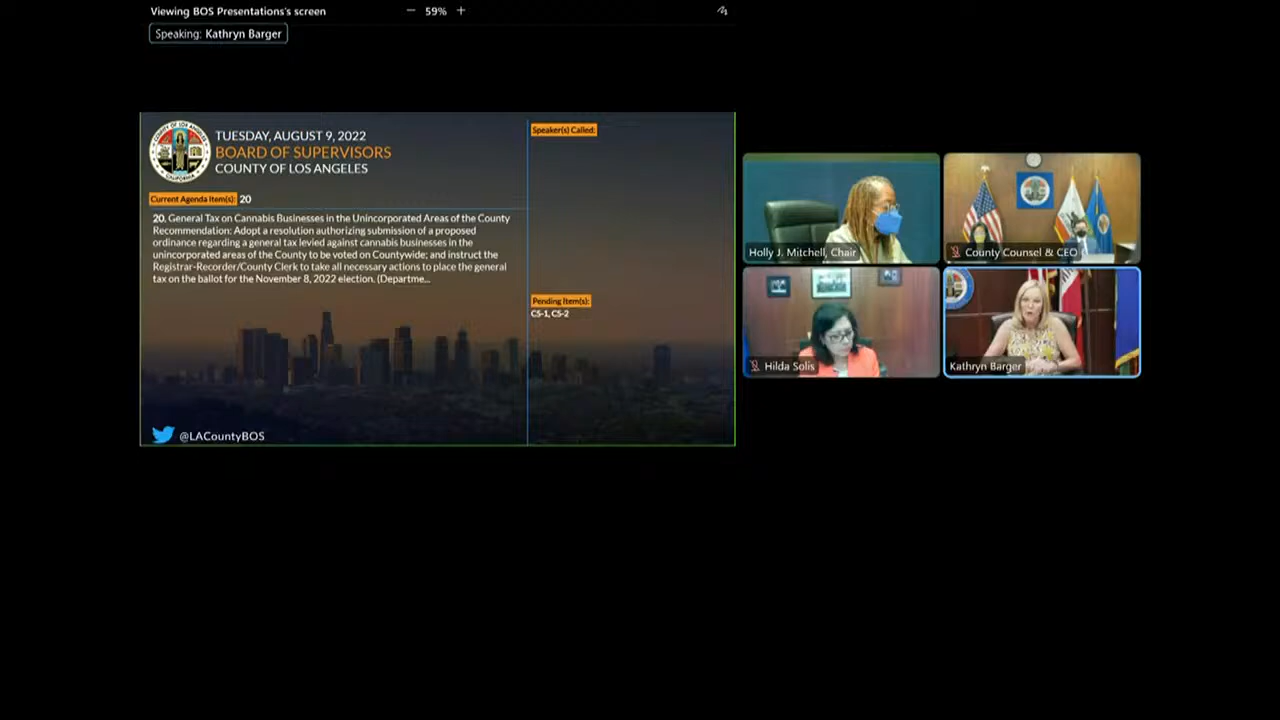 Viewing BOS Presentations's screen
59%
Speaking: Kathryn Barger
TUESDAY, AUGUST 9, 2022
BOARD OF SUPERVISORS
COUNTY OF LOS ANGELES
Current Agenda Item(s): 20
20. General Tax on Cannabis Businesses in the Unincorporated Areas of the County
Recommendation: Adopt a resolution authorizing submission of a proposed
ordinance regarding a general tax levied against cannabis businesses in the
unincorporated areas of the County to be voted on Countywide; and instruct the
Registrar-Recorder/County Clerk to take all necessary actions to place the general
tax on the ballot for the November 8, 2022 election. (Departme...
@LACountyBOS
Speaker(s) Called:
Pending Item(s):
CS-1, CS-2
Holly J. Mitchell, Chair
County Counsel & CEO
Hilda Solis
Kathryn Barger